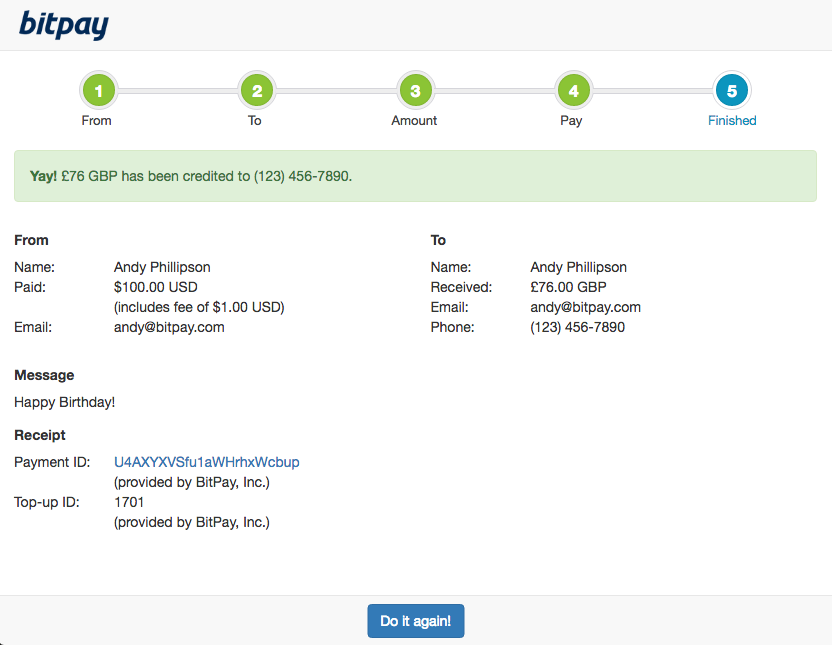 bitpay
1 2 3 4 5
From To Amount Pay Finished
Yay! £76 GBP has been credited to (123) 456-7890.
From
Name: Andy Phillipson
Paid: $100.00 USD
(includes fee of $1.00 USD)
Email: andy@bitpay.com
To
Name: Andy Phillipson
Received: £76.00 GBP
Email: andy@bitpay.com
Phone: (123) 456-7890
Message
Happy Birthday!
Receipt
Payment ID: U4AXYXVSfu1aWHrhxWcbup
(provided by BitPay, Inc.)
Top-up ID: 1701
(provided by BitPay, Inc.)
Do it again!